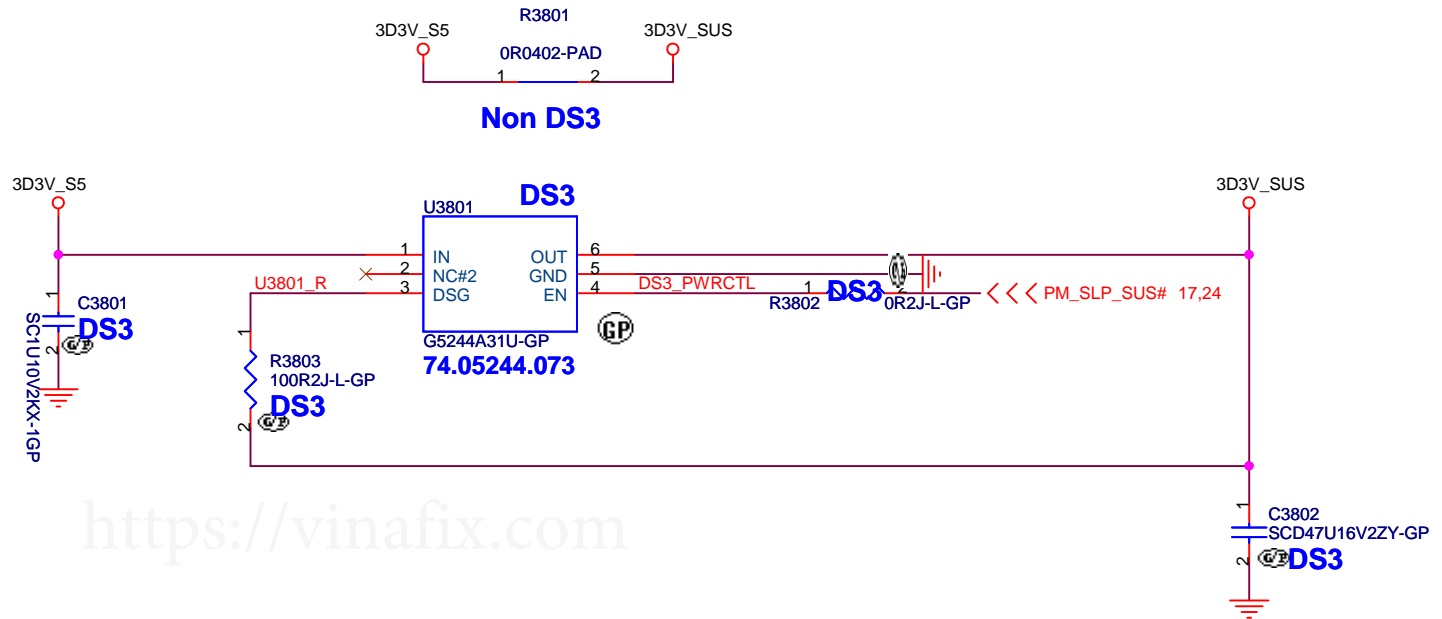 R3801
3D3V_S5
3D3V_SUS
0R0402-PAD
1
2
Non DS3
3D3V_S5
DS3
3D3V_SUS
U3801
1
IN
OUT
6
2
NC#2
GND
5
U3801_R
3
DSG
EN
4
DS3_PWRCTL
R3802
1
DS3
2
0R2J-L-GP
PM_SLP_SUS# 17,24
1
C3801
DS3
SC1U10V2KX-1GP
2
G/P
GP
G5244A31U-GP
74.05244.073
1
R3803
100R2J-L-GP
DS3
2
G/P
https://vinafix.com
1
C3802
SCD47U16V2ZY-GP
2
G/P
DS3